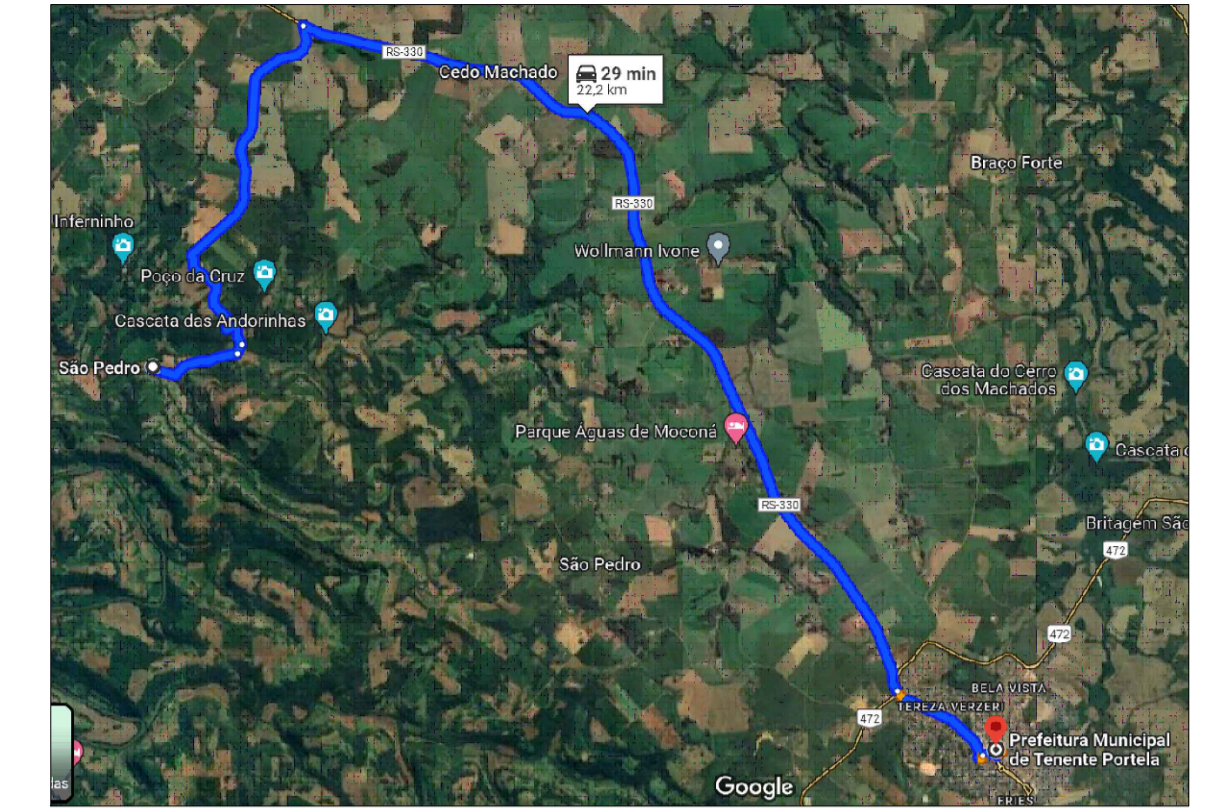 RS-330
Cedo Machado
29 min
22,2 km
Braço Forte
RS-330
Inferninho
Wollmann Ivone
Poço da Cruz
Cascata das Andorinhas
São Pedro
Cascata do Cerro
dos Machados
Parque Águas de Moconá
Cascata d
RS-330
Britagem São
472
São Pedro
472
BELA VISTA
TEREZA VERZERI
472
Prefeitura Municipal
de Tenente Portela
das
Google
FRIES